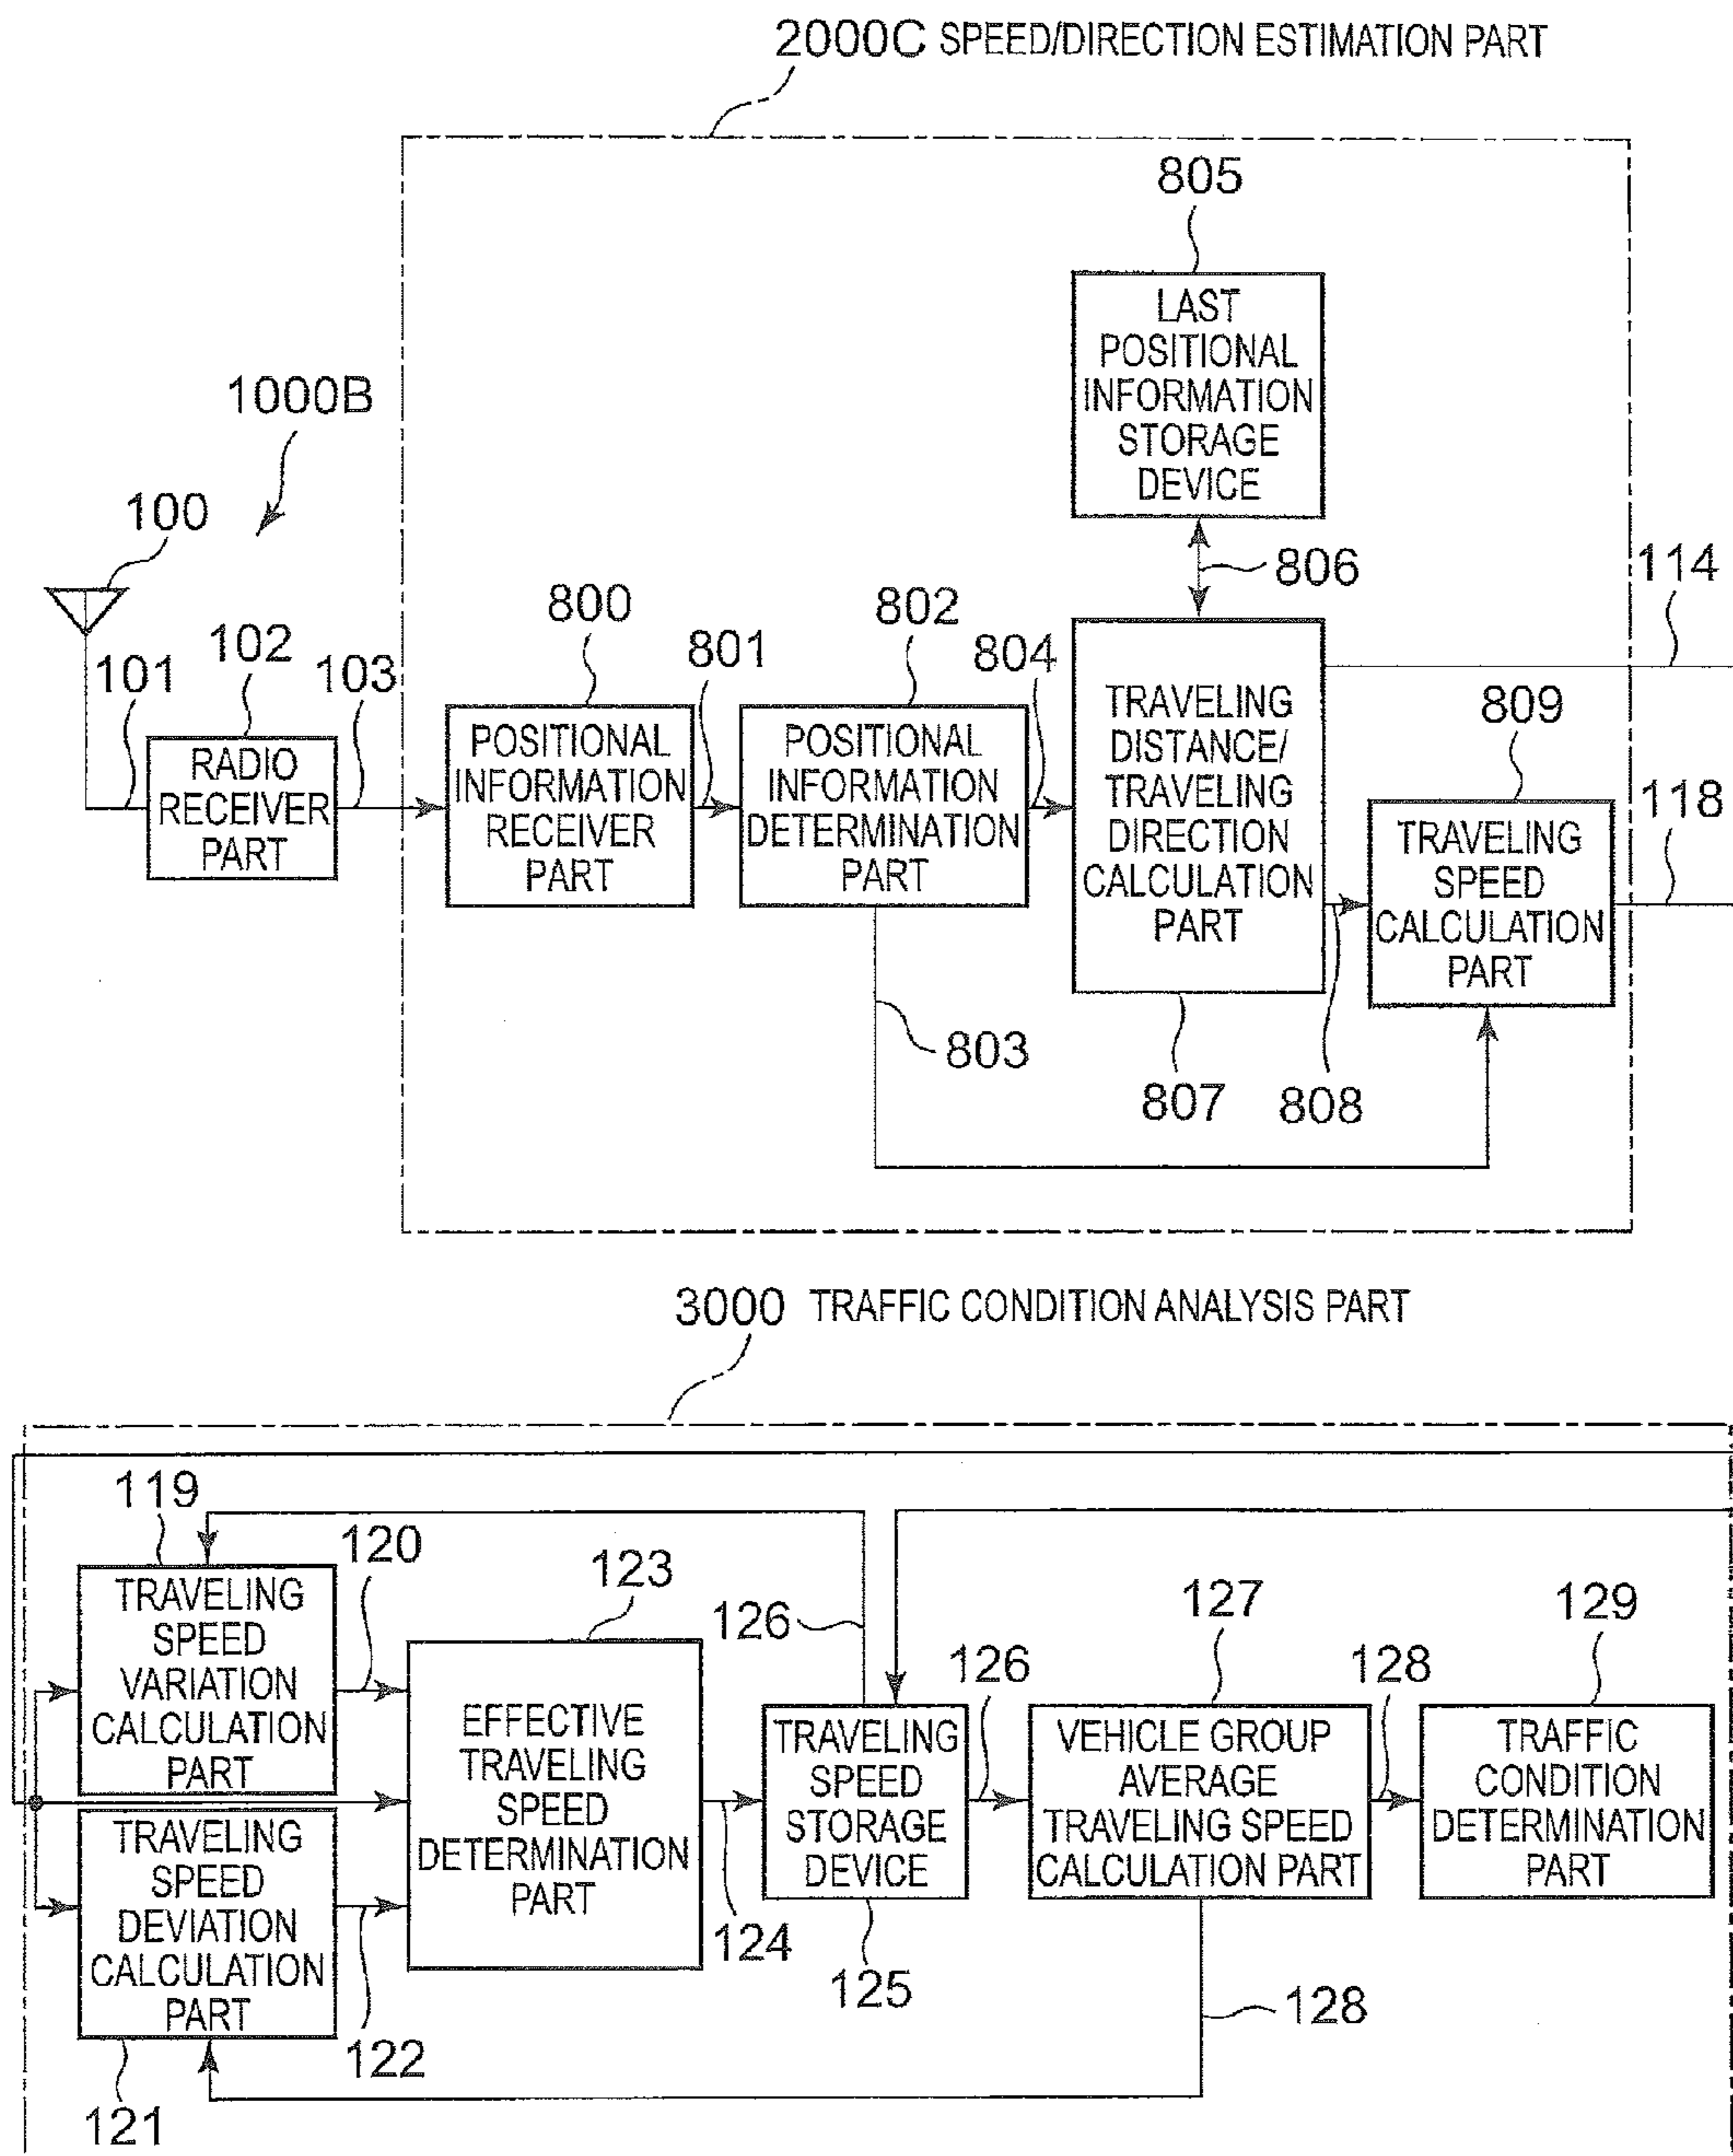 2000C SPEED/DIRECTION ESTIMATION PART
805
LAST
POSITIONAL
INFORMATION
STORAGE
DEVICE
1000B
100
806
114
800
802
101
102
103
801
804
809
118
RADIO
RECEIVER
PART
POSITIONAL
INFORMATION
RECEIVER
PART
POSITIONAL
INFORMATION
DETERMINATION
PART
TRAVELING
DISTANCE/
TRAVELING
DIRECTION
CALCULATION
PART
TRAVELING
SPEED
CALCULATION
PART
803
807
808
3000 TRAFFIC CONDITION ANALYSIS PART
119
120
123
126
126
127
128
129
TRAVELING
SPEED
VARIATION
CALCULATION
PART
EFFECTIVE
TRAVELING
SPEED
DETERMINATION
PART
TRAVELING
SPEED
STORAGE
DEVICE
VEHICLE GROUP
AVERAGE
TRAVELING SPEED
CALCULATION PART
TRAFFIC
CONDITION
DETERMINATION
PART
TRAVELING
SPEED
DEVIATION
CALCULATION
PART
121
122
124
125
128